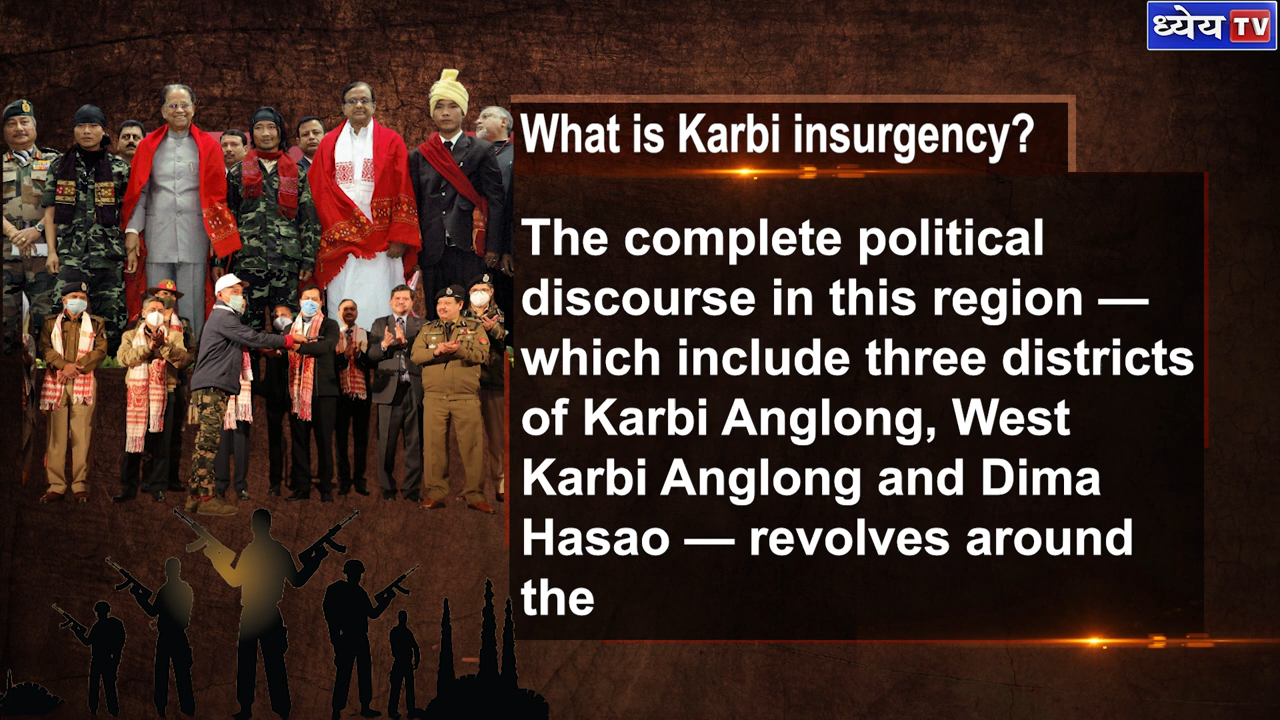 ध्येय TV
What is Karbi insurgency?
The complete political
discourse in this region —
which include three districts
of Karbi Anglong, West
Karbi Anglong and Dima
Hasao — revolves around
the